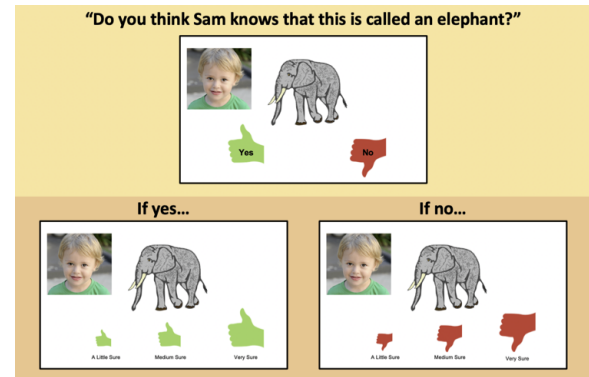 “Do you think Sam knows that this is called an elephant?”
Yes
No
If yes...
A Little Sure
Medium Sure
Very Sure
If no...
A Little Sure
Medium Sure
Very Sure